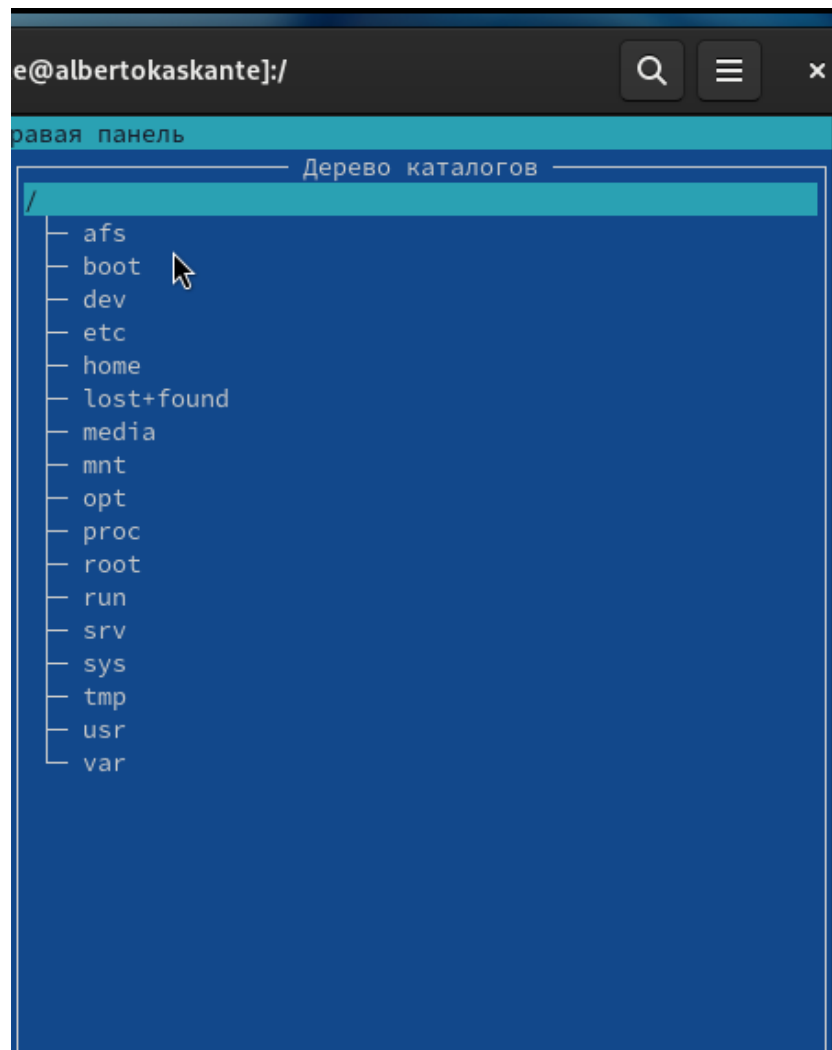 e@albertokaskante]:/
равая панель
Дерево каталогов
/
afs
boot
dev
etc
home
lost+found
media
mnt
opt
proc
root
run
srv
sys
tmp
usr
var